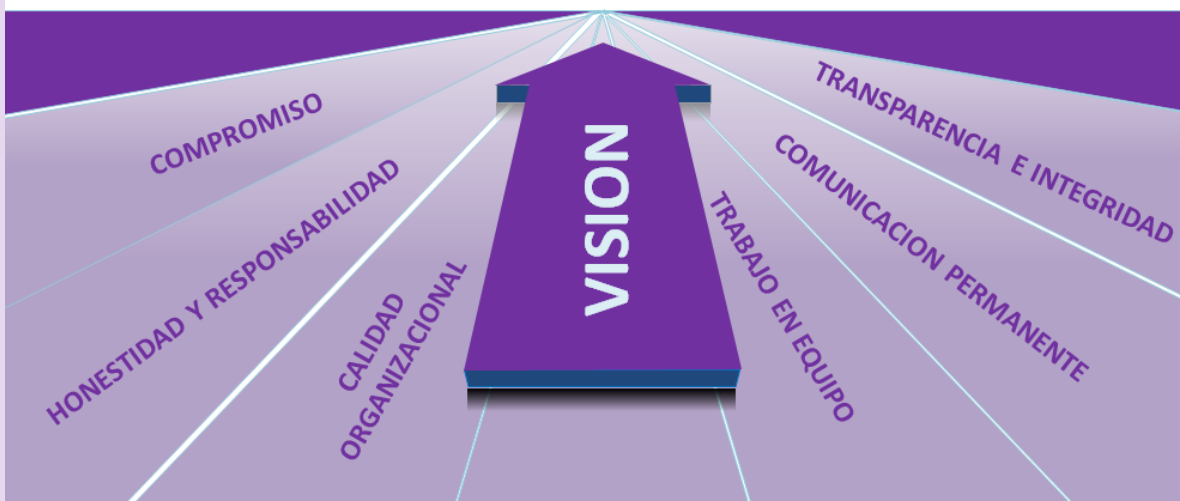 COMPROMISO
HONESTIDAD Y RESPONSABILIDAD
CALIDAD
ORGANIZACIONAL
VISION
TRABAJO EN EQUIPO
COMUNICACION PERMANENTE
TRANSPARENCIA E INTEGRIDAD